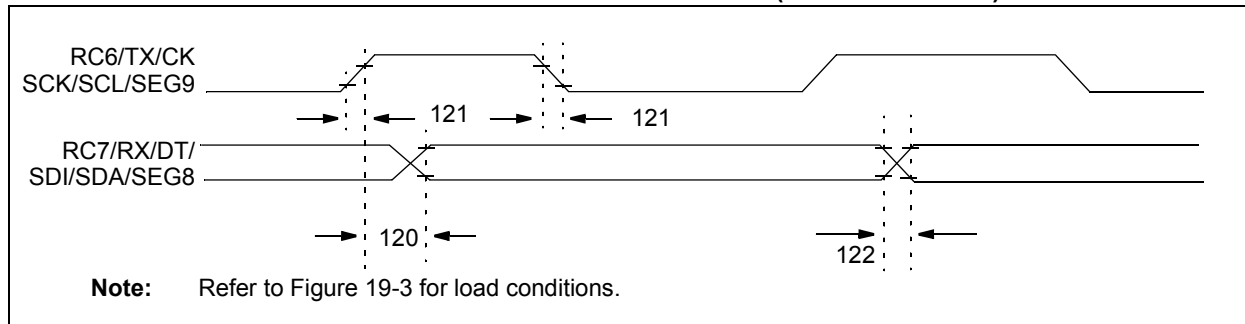 RC6/TX/CK
SCK/SCL/SEG9
121
121
RC7/RX/DT/
SDI/SDA/SEG8
120
122
Note: Refer to Figure 19-3 for load conditions.